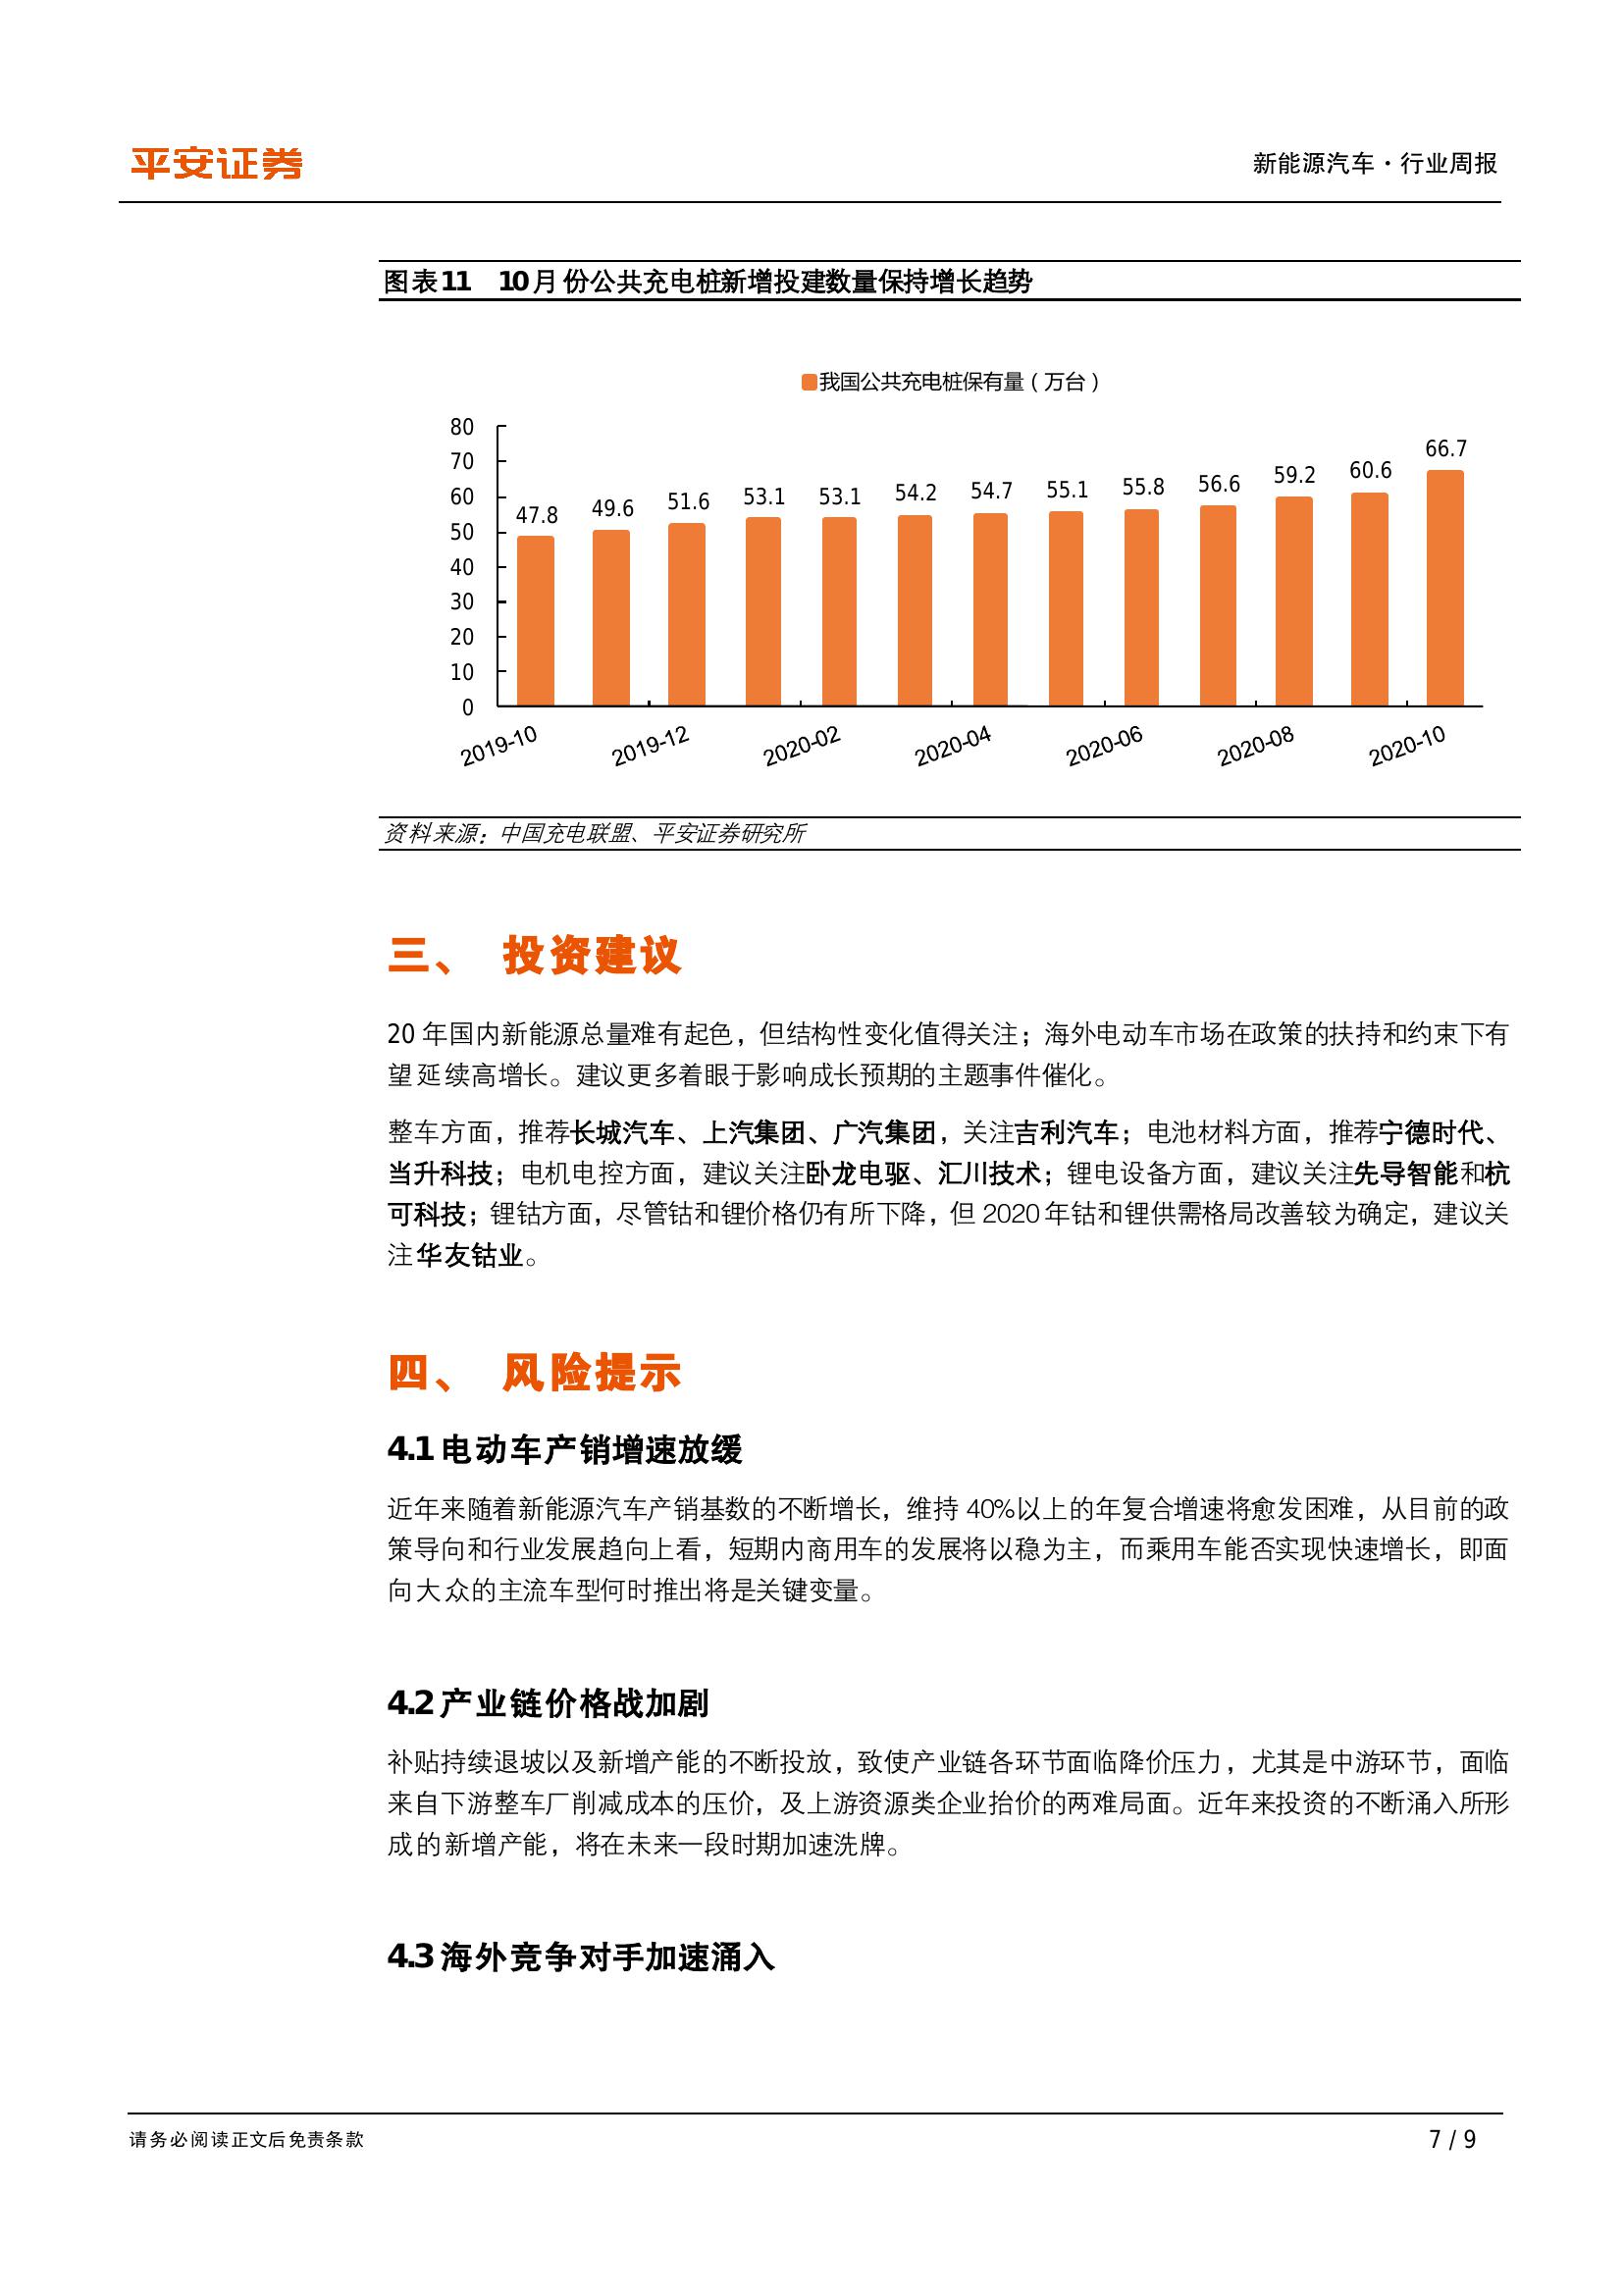 平安证券
新能源汽车·行业周报
图表11 10月份公共充电桩新增投建数量保持增长趋势
我国公共充电桩保有量（万台）
80
70
60
50
40
30
20
10
0
47.8
49.6
51.6
53.1
53.1
54.2
54.7
55.1
55.8
56.6
59.2
60.6
66.7
2019-10
2019-12
2020-02
2020-04
2020-06
2020-08
2020-10
资料来源：中国充电联盟、平安证券研究所
三、 投资建议
20 年国内新能源总量难有起色，但结构性变化值得关注；海外电动车市场在政策的扶持和约束下有
望延续高增长。建议更多着眼于影响成长预期的主题事件催化。
整车方面，推荐长城汽车、上汽集团、广汽集团，关注吉利汽车；电池材料方面，推荐宁德时代、
当升科技；电机电控方面，建议关注卧龙电驱、汇川技术；锂电设备方面，建议关注先导智能和杭
可科技；锂钴方面，尽管钴和锂价格仍有所下降，但 2020 年钴和锂供需格局改善较为确定，建议关
注华友钴业。
四、 风险提示
4.1 电动车产销增速放缓
近年来随着新能源汽车产销基数的不断增长，维持 40%以上的年复合增速将愈发困难，从目前的政
策导向和行业发展趋向上看，短期内商用车的发展将以稳为主，而乘用车能否实现快速增长，即面
向大众的主流车型何时推出将是关键变量。
4.2 产业链价格战加剧
补贴持续退坡以及新增产能的不断投放，致使产业链各环节面临降价压力，尤其是中游环节，面临
来自下游整车厂削减成本的压价，及上游资源类企业抬价的两难局面。近年来投资的不断涌入所形
成的新增产能，将在未来一段时期加速洗牌。
4.3 海外竞争对手加速涌入
请务必阅读正文后免责条款
7 / 9